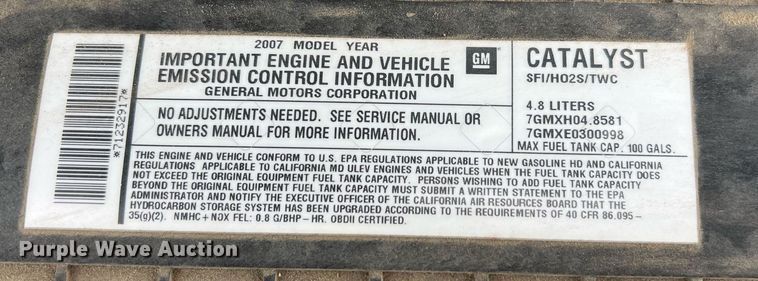 2007 MODEL YEAR
IMPORTANT ENGINE AND VEHICLE
EMISSION CONTROL INFORMATION
GENERAL MOTORS CORPORATION
GM
CATALYST
SFI/HO2S/TWC
*71232917*
NO ADJUSTMENTS NEEDED. SEE SERVICE MANUAL OR
OWNERS MANUAL FOR MORE INFORMATION.
4.8 LITERS
7GMXH04.8581
7GMXE0300998
MAX FUEL TANK CAP. 100 GALS.
THIS ENGINE AND VEHICLE CONFORM TO U.S. EPA REGULATIONS APPLICABLE TO NEW GASOLINE HD AND CALIFORNIA
REGULATIONS APPLICABLE TO CALIFORNIA MD ULEV ENGINES AND VEHICLES WHEN THE FUEL TANK CAPACITY DOES
NOT EXCEED THE ORIGINAL EQUIPMENT FUEL TANK CAPACITY. PERSONS WISHING TO ADD FUEL TANK CAPACITY
BEYOND THE ORIGINAL EQUIPMENT FUEL TANK CAPACITY MUST SUBMIT A WRITTEN STATEMENT TO THE EPA
ADMINISTRATOR AND NOTIFY THE EXECUTIVE OFFICER OF THE CALIFORNIA AIR RESOURCES BOARD THAT THE
HYDROCARBON STORAGE SYSTEM HAS BEEN UPGRADED ACCORDING TO THE REQUIREMENTS OF 40 CFR 86.095-
35(g)(2). NMHC+NOX FEL: 0.8 G/BHP-HR. OBDII CERTIFIED.
Purple Wave Auction